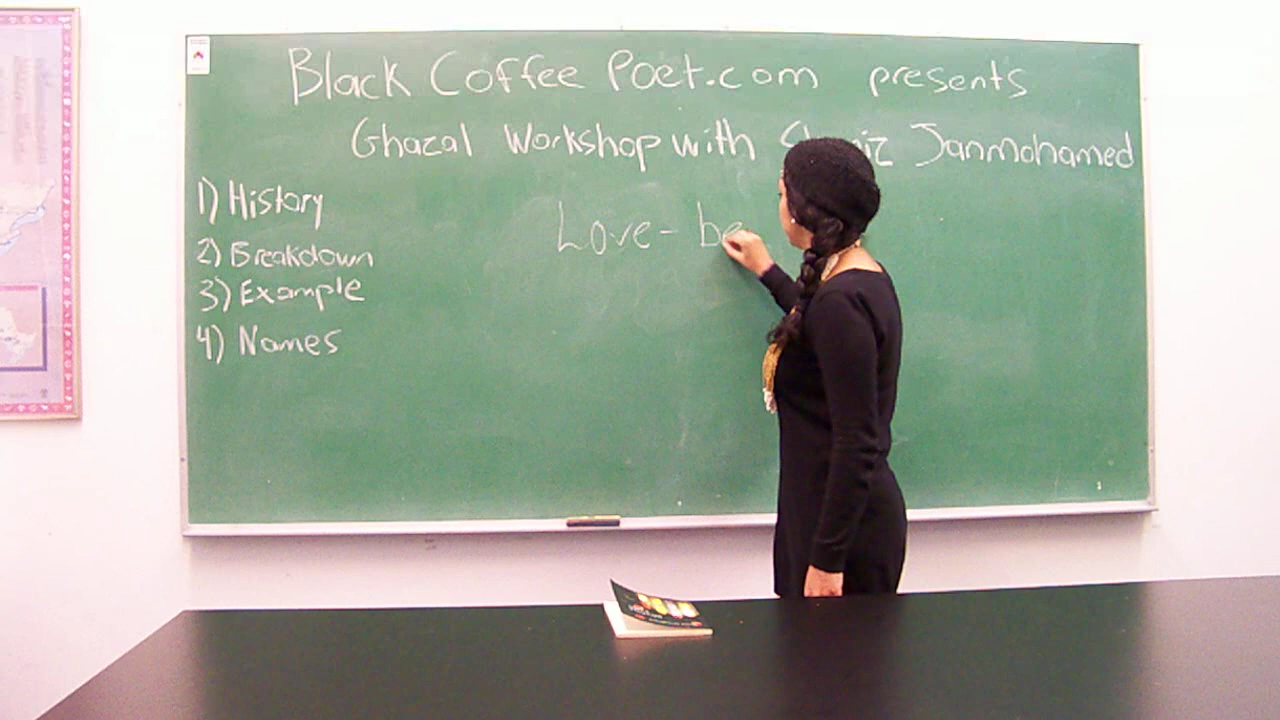 Black Coffee Poet.com presents
Ghazal Workshop with Janmohamed
1) History
2) Breakdown
3) Example
4) Names
Love - be